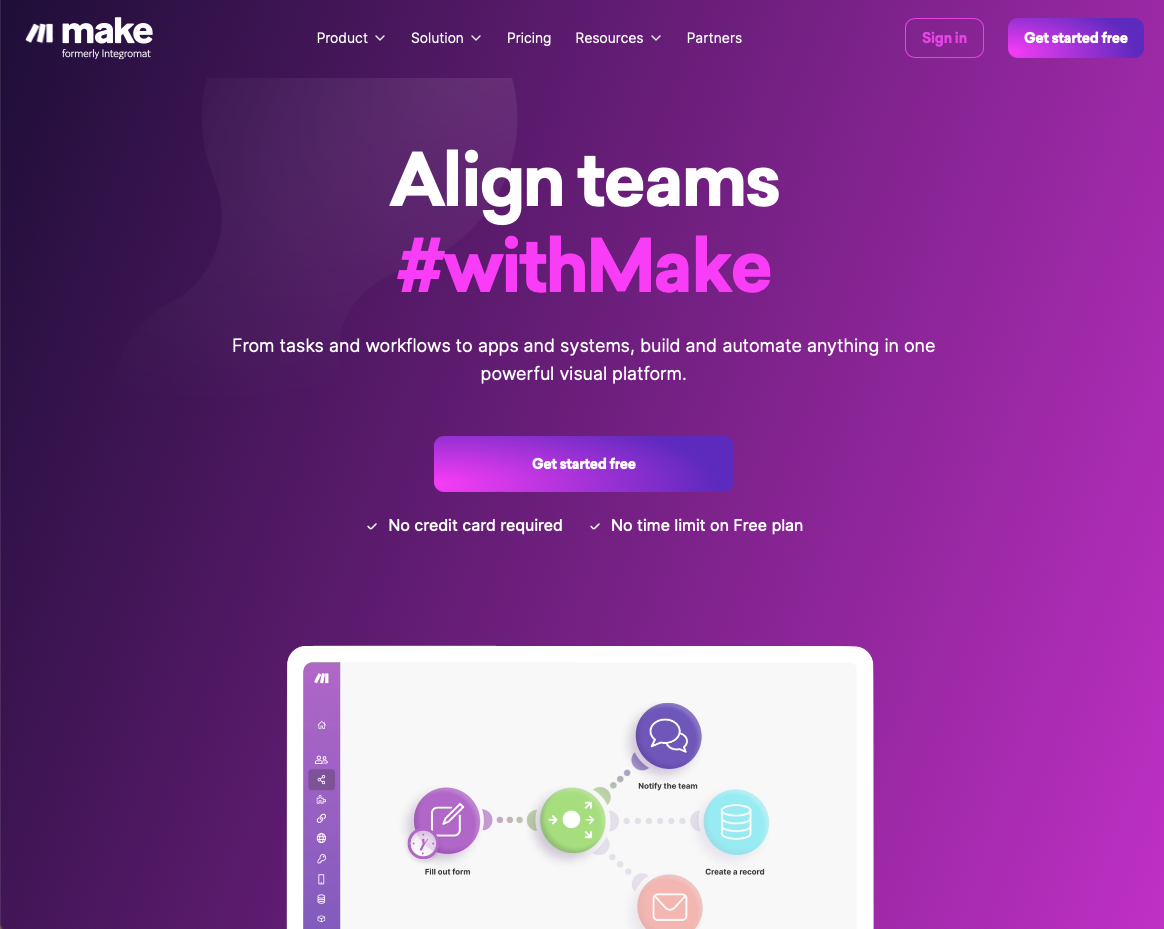 make
formerly Integromat
Product
Solution
Pricing
Resources
Partners
Sign in
Get started free
Align teams
#withMake
From tasks and workflows to apps and systems, build and automate anything in one
powerful visual platform.
Get started free
No credit card required
No time limit on Free plan
Notify the team
Fill out form
Create a record